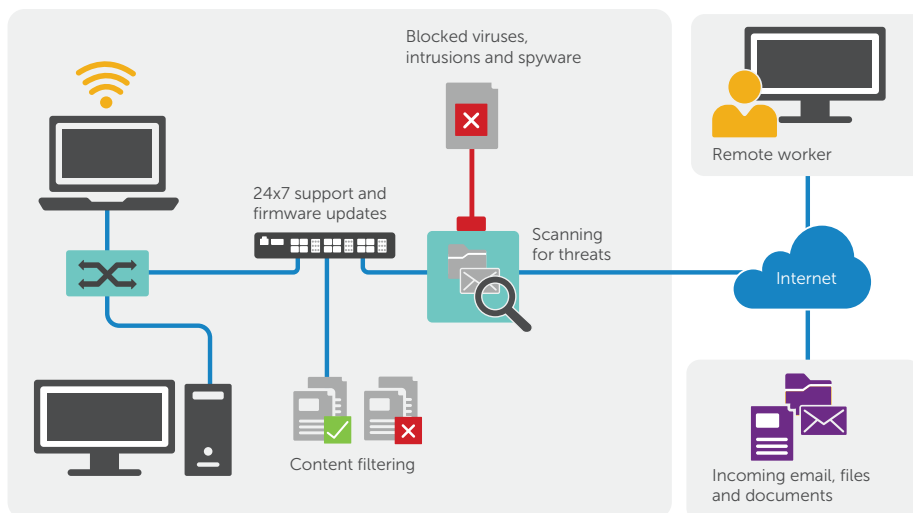 Blocked viruses,
intrusions and spyware
Remote worker
24x7 support and
firmware updates
Scanning
for threats
Internet
Content filtering
Incoming email, files
and documents